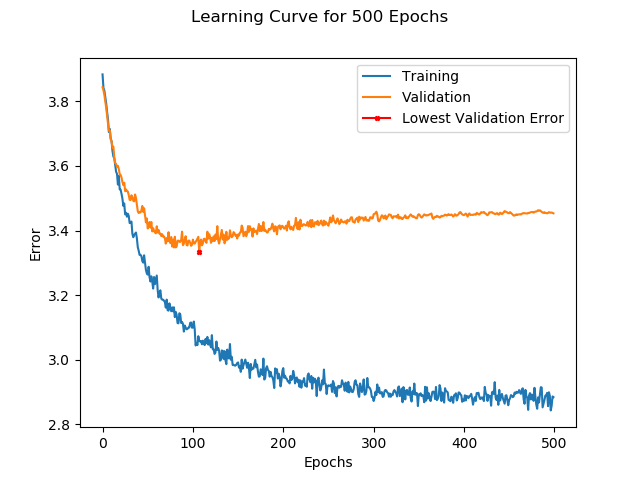 Learning Curve for 500 Epochs
Training
Validation
Lowest Validation Error
3.8
3.6
3.4
3.2
3.0
2.8
Error
0 100 200 300 400 500
Epochs